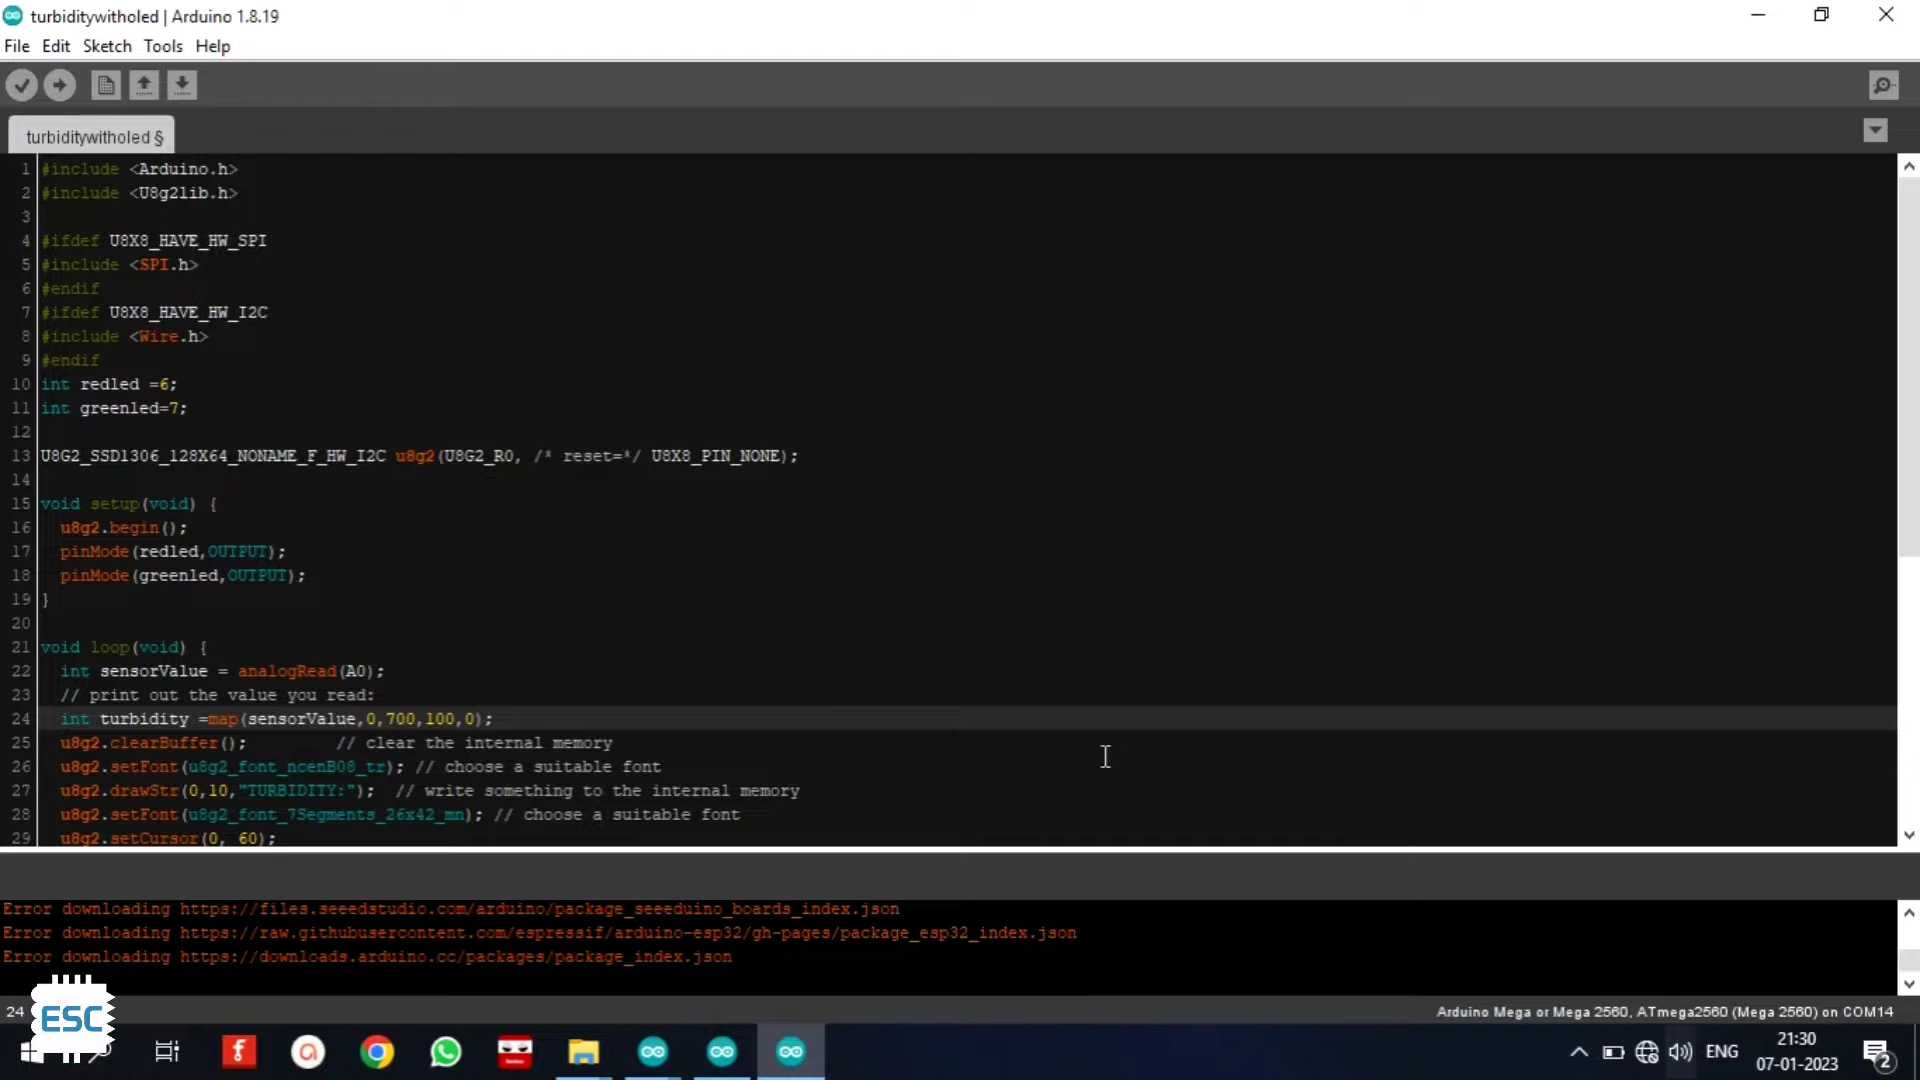 turbiditywitholed | Arduino 1.8.19
File Edit Sketch Tools Help
turbiditywitholed §
1 #include <Arduino.h>
2 #include <U8g2lib.h>
3
4 #ifdef U8X8_HAVE_HW_SPI
5 #include <SPI.h>
6 #endif
7 #ifdef U8X8_HAVE_HW_I2C
8 #include <Wire.h>
9 #endif
10 int redled =6;
11 int greenled=7;
12
13 U8G2_SSD1306_128X64_NONAME_F_HW_I2C u8g2(U8G2_R0, /* reset=*/ U8X8_PIN_NONE);
14
15 void setup(void) {
16 u8g2.begin();
17 pinMode(redled,OUTPUT);
18 pinMode(greenled,OUTPUT);
19 }
20
21 void loop(void) {
22 int sensorValue = analogRead(A0);
23 // print out the value you read:
24 int turbidity =map(sensorValue,0,700,100,0);
25 u8g2.clearBuffer(); // clear the internal memory
26 u8g2.setFont(u8g2_font_ncenB08_tr); // choose a suitable font
27 u8g2.drawStr(0,10,"TURBIDITY:"); // write something to the internal memory
28 u8g2.setFont(u8g2_font_7Segments_26x42_mn); // choose a suitable font
29 u8g2.setCursor(0, 60);
Error downloading https://files.seeedstudio.com/arduino/package_seeeduino_boards_index.json
Error downloading https://raw.githubusercontent.com/espressif/arduino-esp32/gh-pages/package_esp32_index.json
Error downloading https://downloads.arduino.cc/packages/package_index.json
24
Arduino Mega or Mega 2560, ATmega2560 (Mega 2560) on COM14
ESC
ENG
21:30
07-01-2023
2